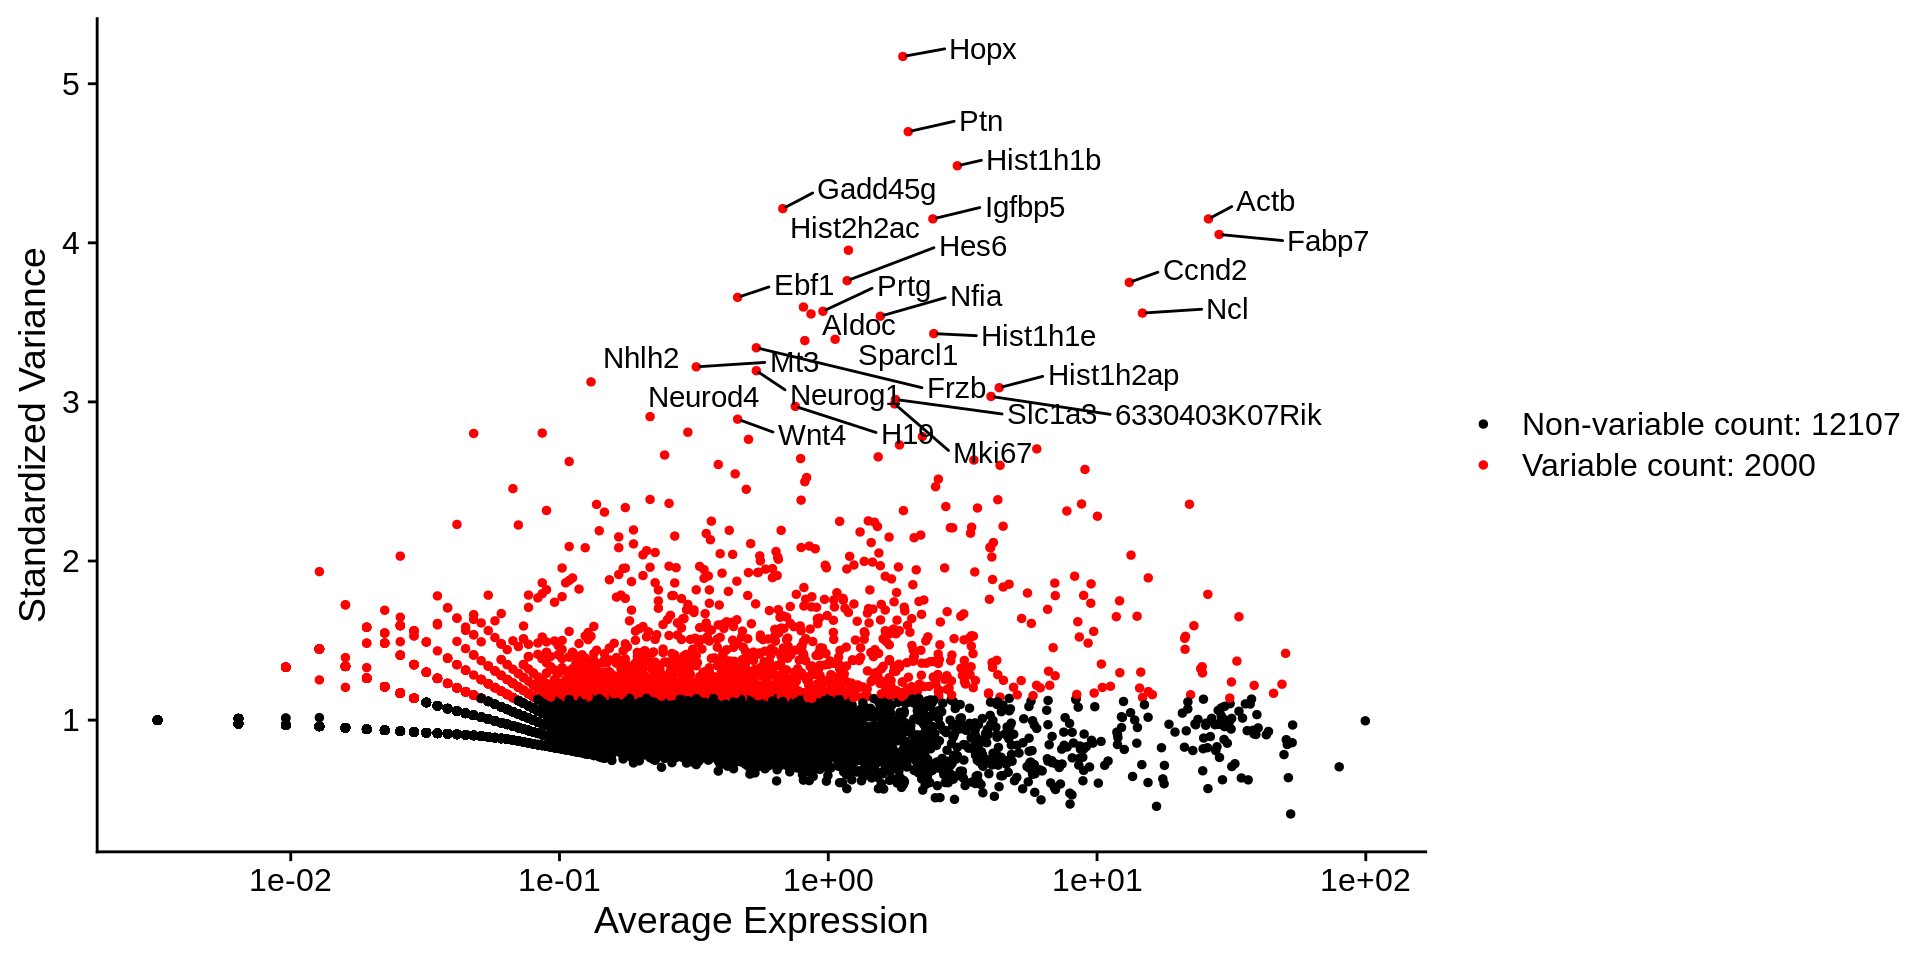 Hopx
5
Ptn
Hist1h1b
Gadd45g
Actb
Igfbp5
Hist2h2ac
4
Hes6
Fabp7
Ccnd2
Ebf1
Prtg
Nfia
Ncl
Aldoc
Hist1h1e
Nhlh2
Mt3
Sparcl1
Hist1h2ap
Frzb
Neurod4
Neurog1
3
Slc1a3
6330403K07Rik
Wnt4
H19
Mki67
Non-variable count: 12107
Variable count: 2000
2
1
Standardized Variance
1e-02
1e-01
1e+00
1e+01
1e+02
Average Expression